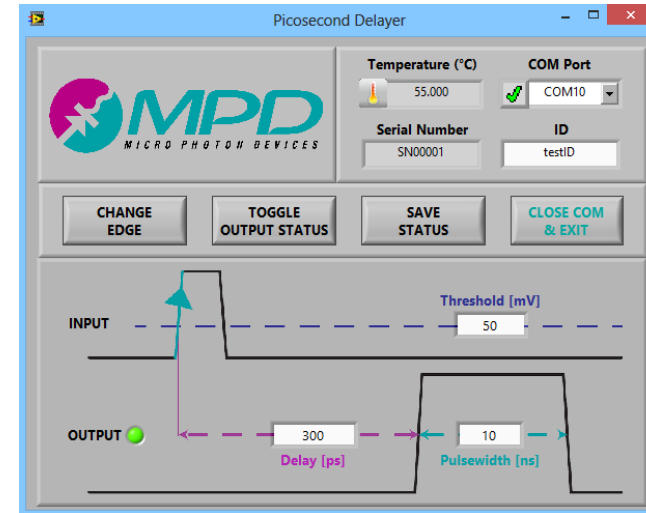 Picosecond Delayer
MPD
MICRO PHOTON DEVICES
Temperature (°C)
55.000
COM Port
COM10
Serial Number
SN00001
ID
testID
CHANGE
EDGE
TOGGLE
OUTPUT STATUS
SAVE
STATUS
CLOSE COM
& EXIT
Threshold [mV]
INPUT
50
OUTPUT
300
10
Delay [ps]
Pulsewidth [ns]